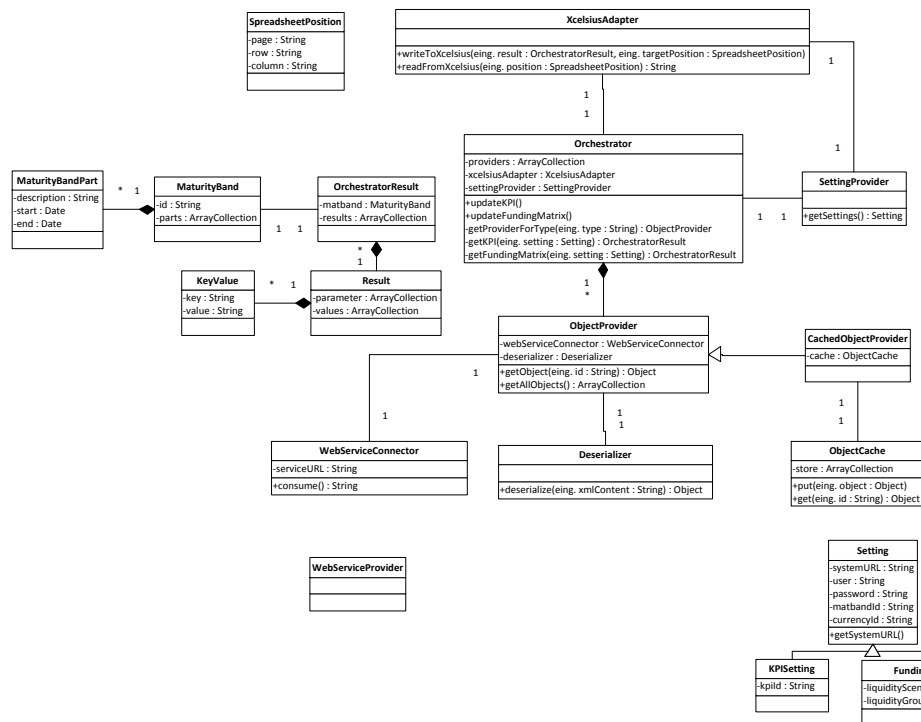 SpreadsheetPosition
-page : String
-row : String
-column : String
XcelsiusAdapter
+writeToXcelsius(eing. result : OrchestratorResult, eing. targetPosition : SpreadsheetPosition)
+readFromXcelsius(eing. position : SpreadsheetPosition) : String
1
1
1
1
Orchestrator
-providers : ArrayCollection
-xcelsiusAdapter : XcelsiusAdapter
-settingProvider : SettingProvider
+updateKPI()
+updateFundingMatrix()
-getProviderForType(eing. type : String) : ObjectProvider
-getKPI(eing. setting : Setting) : OrchestratorResult
-getFundingMatrix(eing. setting : Setting) : OrchestratorResult
SettingProvider
+getSettings() : Setting
1 1
MaturityBandPart
-description : String
-start : Date
-end : Date
* 1
MaturityBand
-id : String
-parts : ArrayCollection
1 1
OrchestratorResult
-matband : MaturityBand
-results : ArrayCollection
*
1
KeyValue
-key : String
-value : String
* 1
Result
-parameter : ArrayCollection
-values : ArrayCollection
1
*
ObjectProvider
-webServiceConnector : WebServiceConnector
-deserializer : Deserializer
+getObject(eing. id : String) : Object
+getAllObjects() : ArrayCollection
CachedObjectProvider
-cache : ObjectCache
1
1
1
1
1
1
WebServiceConnector
-serviceURL : String
+consume() : String
Deserializer
+deserialize(eing. xmlContent : String) : Object
ObjectCache
-store : ArrayCollection
+put(eing. object : Object)
+get(eing. id : String) : Object
WebServiceProvider
Setting
-systemURL : String
-user : String
-password : String
-matbandId : String
-currencyId : String
+getSystemURL()
KPISetting
-kpiId : String
Fundin
-liquidityScen
-liquidityGrou